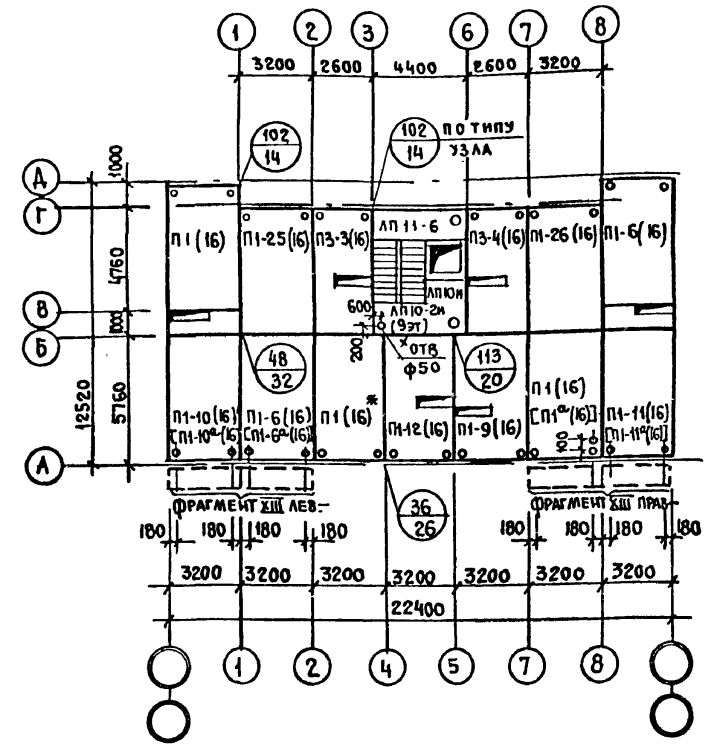 1 2 3 6 7 8
3200 2600 4400 2600 3200
102
14
102
14
ПО ТИПУ
УЗЛА
Д
Г
В
Б
А
1000
4760
1000
5760
12520
П1(16) П1-25(16) П3-3(16) ЛП11-6 П3-4(16) П1-26(16) П1-6(16)
ЛП10Н
600
ЛП10-2Н
(9ЭТ)
200
ОТВ
ф50
48
32
113
20
П1-10(16) П1-6(16) П1(16)* П1-12(16) П1-9(16) П1(16) П1-11(16)
[П1-10ª(16)] [П1-6ª(16)] [П1ª(16)] [П1-11ª(16)]
ФРАГМЕНТ XIII ЛЕВ.
ФРАГМЕНТ XIII ПРАВ
36
26
180 180 180 180 180 180 180 180
3200 3200 3200 3200 3200 3200 3200
22400
1 2 4 5 7 8